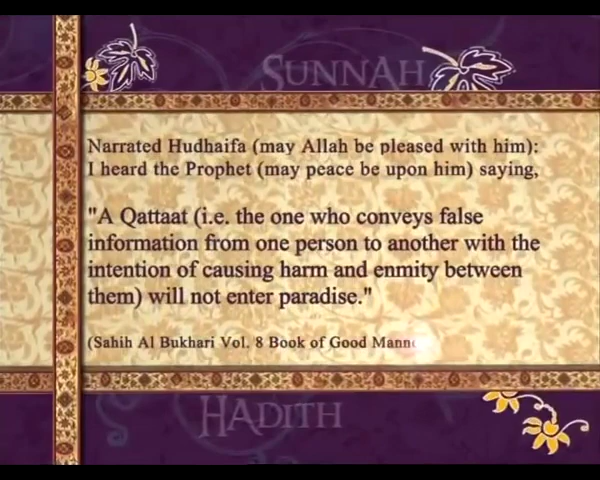 SUNNAH
Narrated Hudhaifa (may Allah be pleased with him):
I heard the Prophet (may peace be upon him) saying,
"A Qattaat (i.e. the one who conveys false
information from one person to another with the
intention of causing harm and enmity between
them) will not enter paradise."
(Sahih Al Bukhari Vol. 8 Book of Good Mann
HADITH